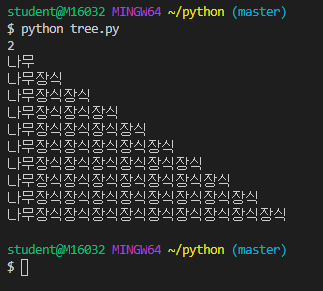 student@M16032 MINGW64 ~/python (master)
$ python tree.py
2
나무
나무장식
나무장식장식
나무장식장식장식
나무장식장식장식장식
나무장식장식장식장식장식
나무장식장식장식장식장식장식
나무장식장식장식장식장식장식장식
나무장식장식장식장식장식장식장식장식
나무장식장식장식장식장식장식장식장식장식
student@M16032 MINGW64 ~/python (master)
$